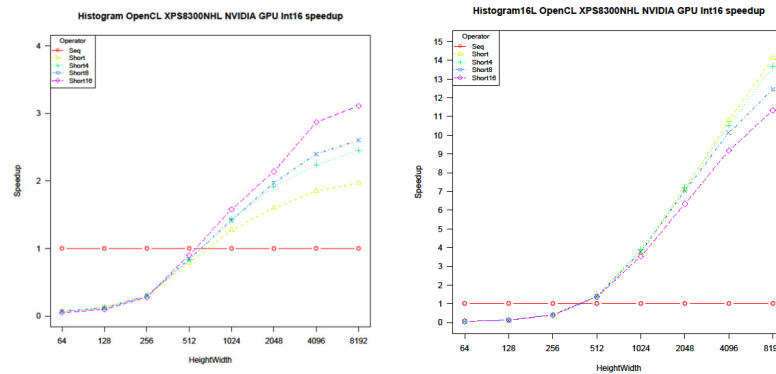 Histogram OpenCL XPS8300NHL NVIDIA GPU Int16 speedup
Operator
Seq
Short
Short4
Short8
Short16
4
3
2
1
0
Speedup
64 128 256 512 1024 2048 4096 8192
HeightWidth
Histogram16L OpenCL XPS8300NHL NVIDIA GPU Int16 speedup
Operator
Seq
Short
Short4
Short8
Short16
15
14
13
12
11
10
9
8
7
6
5
4
3
2
1
0
Speedup
64 128 256 512 1024 2048 4096 819
HeightWidth